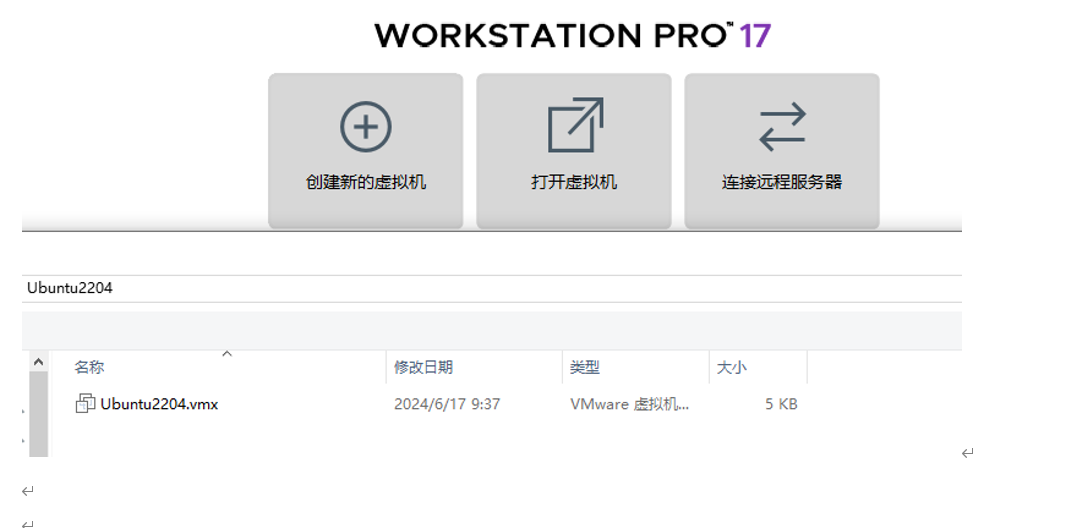 WORKSTATION PRO™ 17
创建新的虚拟机 打开虚拟机 连接远程服务器
Ubuntu2204
名称 修改日期 类型 大小
Ubuntu2204.vmx 2024/6/17 9:37 VMware 虚拟机... 5 KB